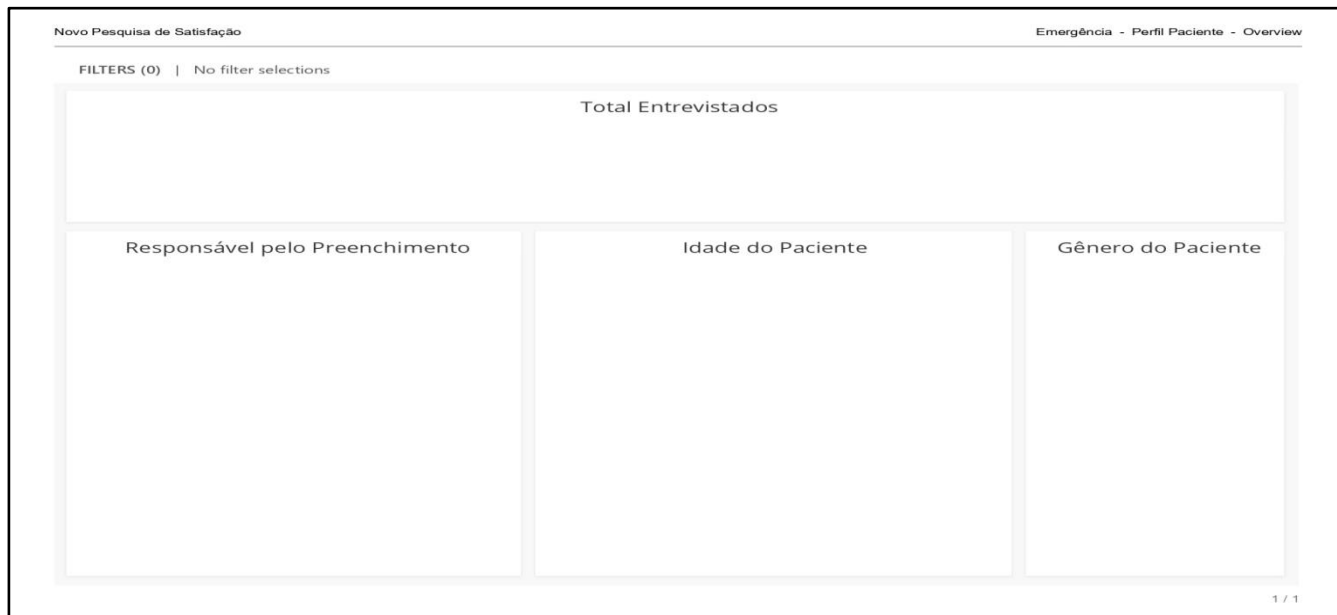 Novo Pesquisa de Satisfação
Emergência - Perfil Paciente - Overview
FILTERS (0) | No filter selections
Total Entrevistados
Responsável pelo Preenchimento
Idade do Paciente
Gênero do Paciente
1 / 1